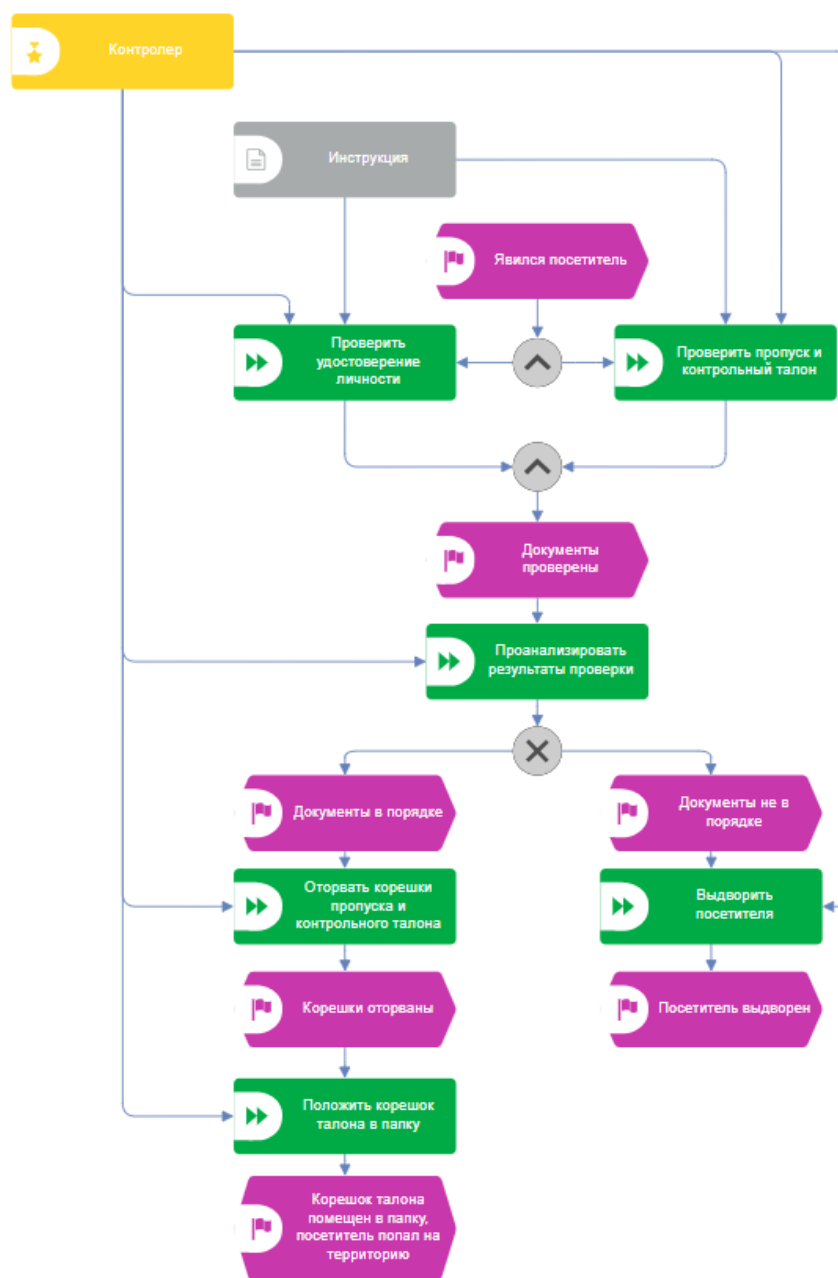 Контролер
Инструкция
Явился посетитель
Проверить
удостоверение
личности
Проверить пропуск и
контрольный талон
Документы
проверены
Проанализировать
результаты проверки
Документы в порядке
Документы не в
порядке
Оторвать корешки
пропуска и
контрольного талона
Выдворить
посетителя
Корешки оторваны
Посетитель выдворен
Положить корешок
талона в папку
Корешок талона
помещен в папку,
посетитель попал на
территорию